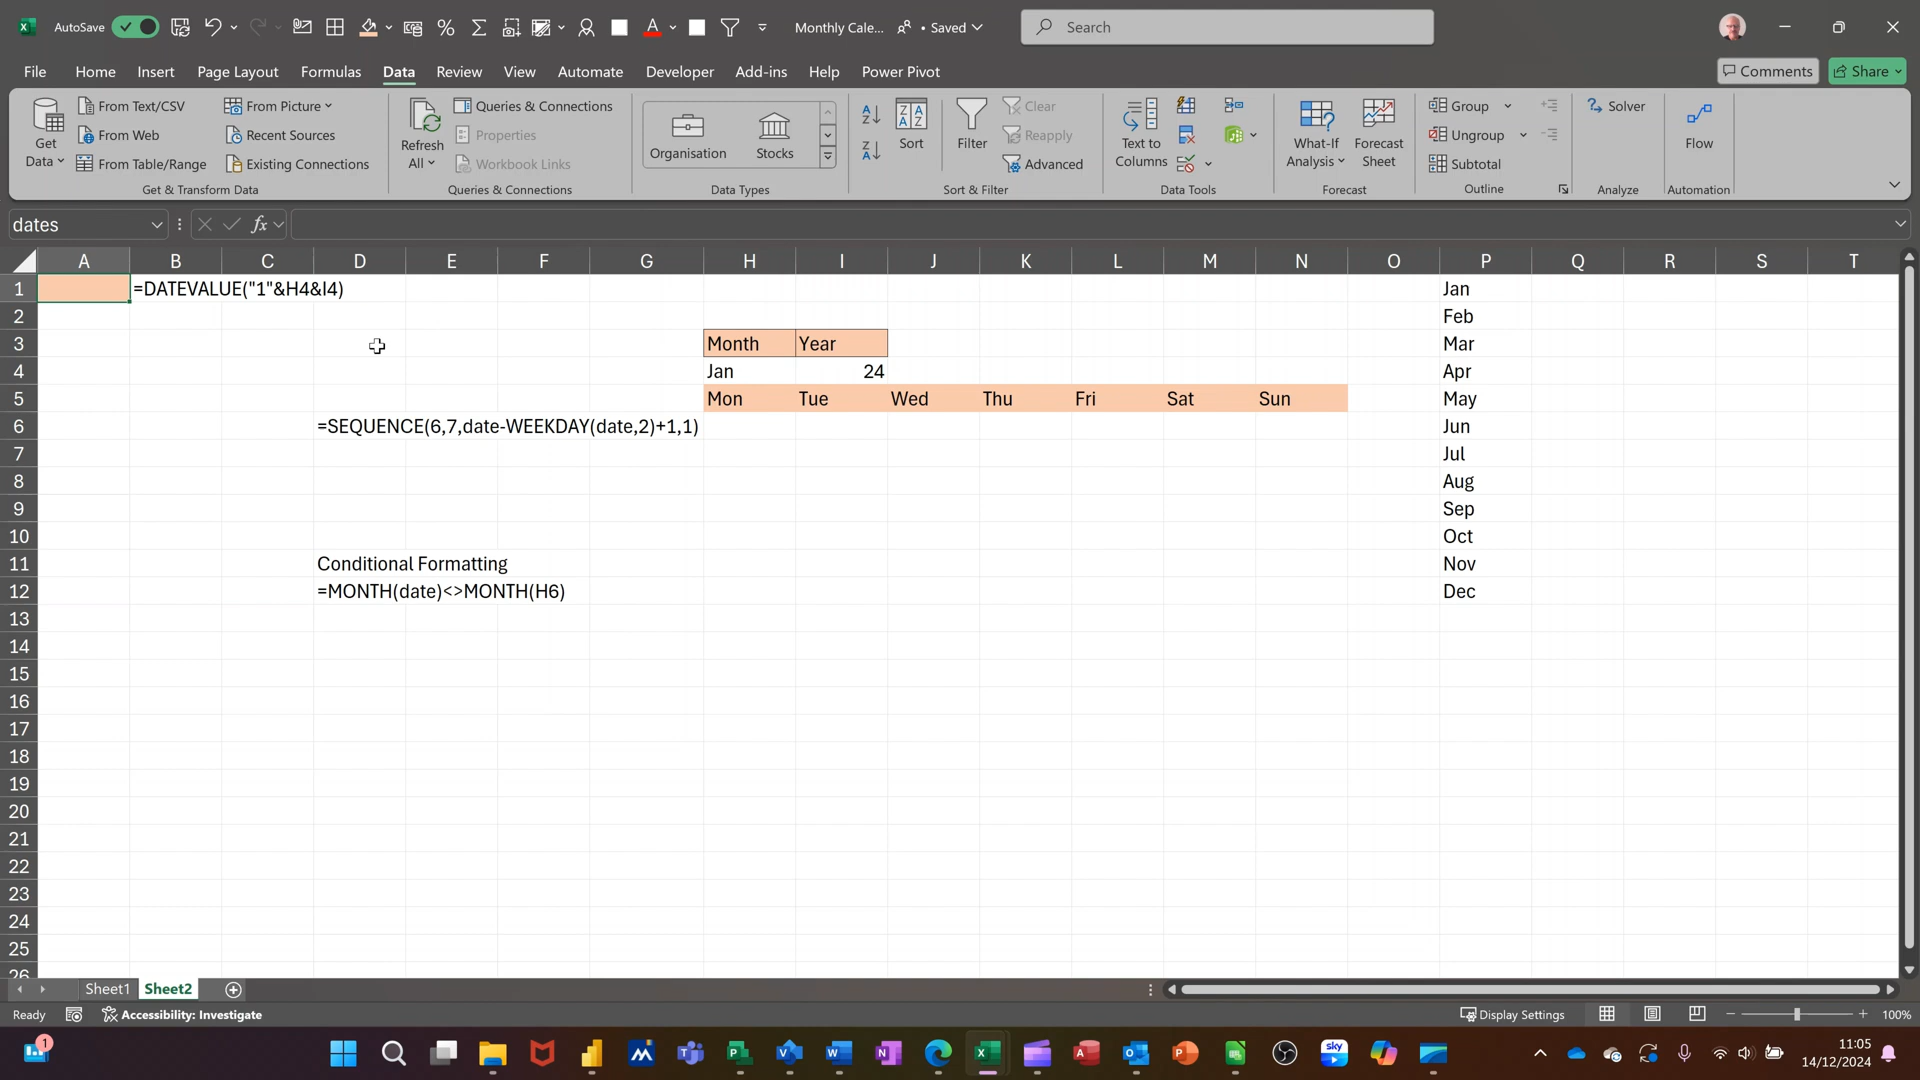 AutoSave
Monthly Cale...
• Saved
Search
File
Home
Insert
Page Layout
Formulas
Data
Review
View
Automate
Developer
Add-ins
Help
Power Pivot
Comments
Share
Get Data
From Text/CSV
From Web
From Table/Range
From Picture
Recent Sources
Existing Connections
Get & Transform Data
Refresh All
Queries & Connections
Properties
Workbook Links
Queries & Connections
Organisation
Stocks
Data Types
Sort
Filter
Clear
Reapply
Advanced
Sort & Filter
Text to Columns
Data Tools
What-If Analysis
Forecast Sheet
Forecast
Group
Ungroup
Subtotal
Outline
Solver
Analyze
Flow
Automation
dates
fx
A B C D E F G H I J K L M N O P Q R S T
1 =DATEVALUE("1"&H4&I4) Jan
2 Feb
3 Month Year Mar
4 Jan 24 Apr
5 Mon Tue Wed Thu Fri Sat Sun May
6 =SEQUENCE(6,7,date-WEEKDAY(date,2)+1,1) Jun
7 Jul
8 Aug
9 Sep
10 Oct
11 Conditional Formatting Nov
12 =MONTH(date)<>MONTH(H6) Dec
13
14
15
16
17
18
19
20
21
22
23
24
25
26
Sheet1
Sheet2
Ready
Accessibility: Investigate
Display Settings
100%
1
sky
11:05
14/12/2024